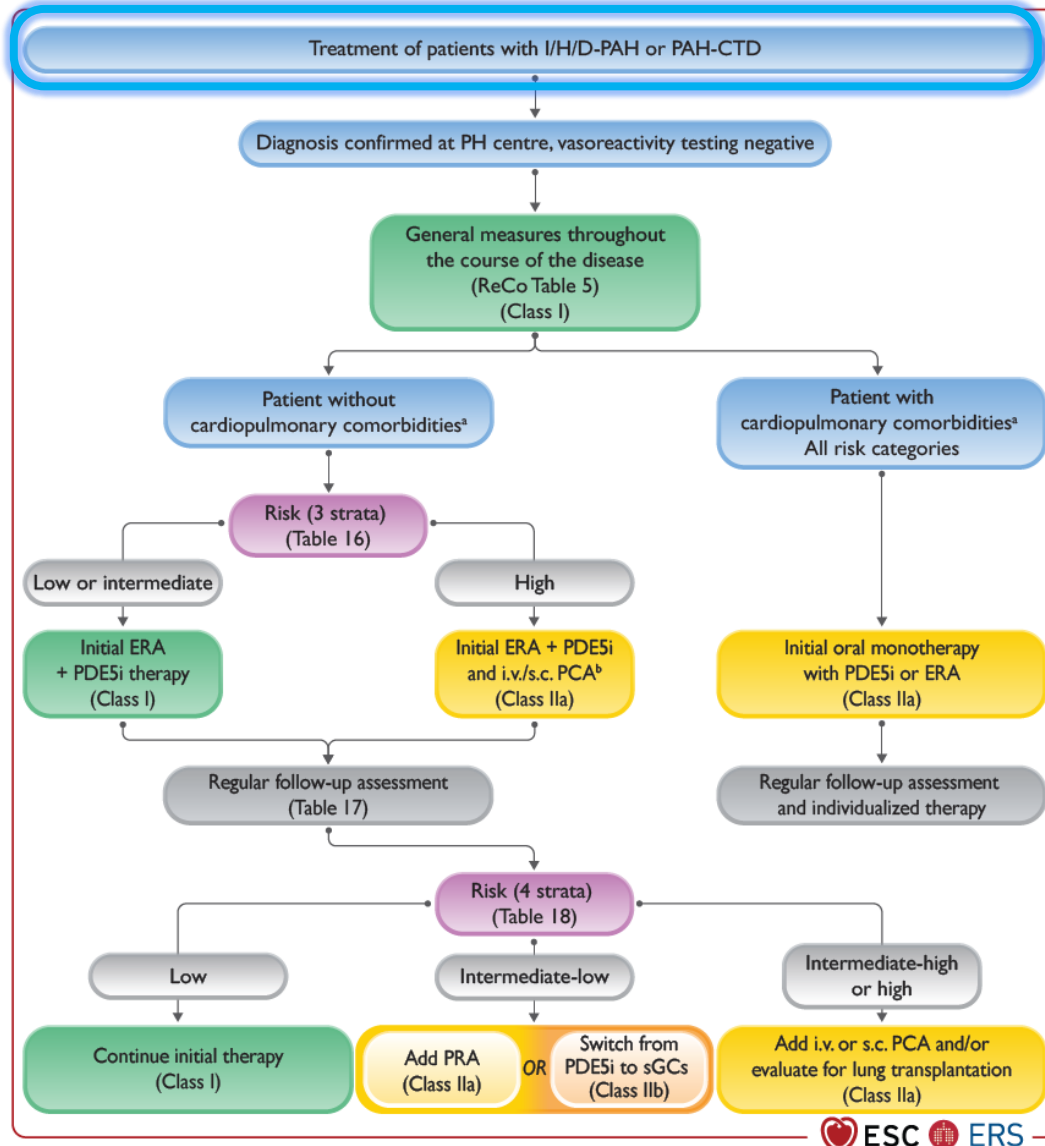 Treatment of patients with I/H/D-PAH or PAH-CTD
Diagnosis confirmed at PH centre, vasoreactivity testing negative
General measures throughout
the course of the disease
(ReCo Table 5)
(Class I)
Patient without
cardiopulmonary comorbiditiesᵃ
Patient with
cardiopulmonary comorbiditiesᵃ
All risk categories
Risk (3 strata)
(Table 16)
Low or intermediate
High
Initial ERA
+ PDE5i therapy
(Class I)
Initial ERA + PDE5i
and i.v./s.c. PCAᵇ
(Class IIa)
Initial oral monotherapy
with PDE5i or ERA
(Class IIa)
Regular follow-up assessment
(Table 17)
Regular follow-up assessment
and individualized therapy
Risk (4 strata)
(Table 18)
Low
Intermediate-low
Intermediate-high
or high
Continue initial therapy
(Class I)
Add PRA
(Class IIa)
OR
Switch from
PDE5i to sGCs
(Class IIb)
Add i.v. or s.c. PCA and/or
evaluate for lung transplantation
(Class IIa)
ESC ERS